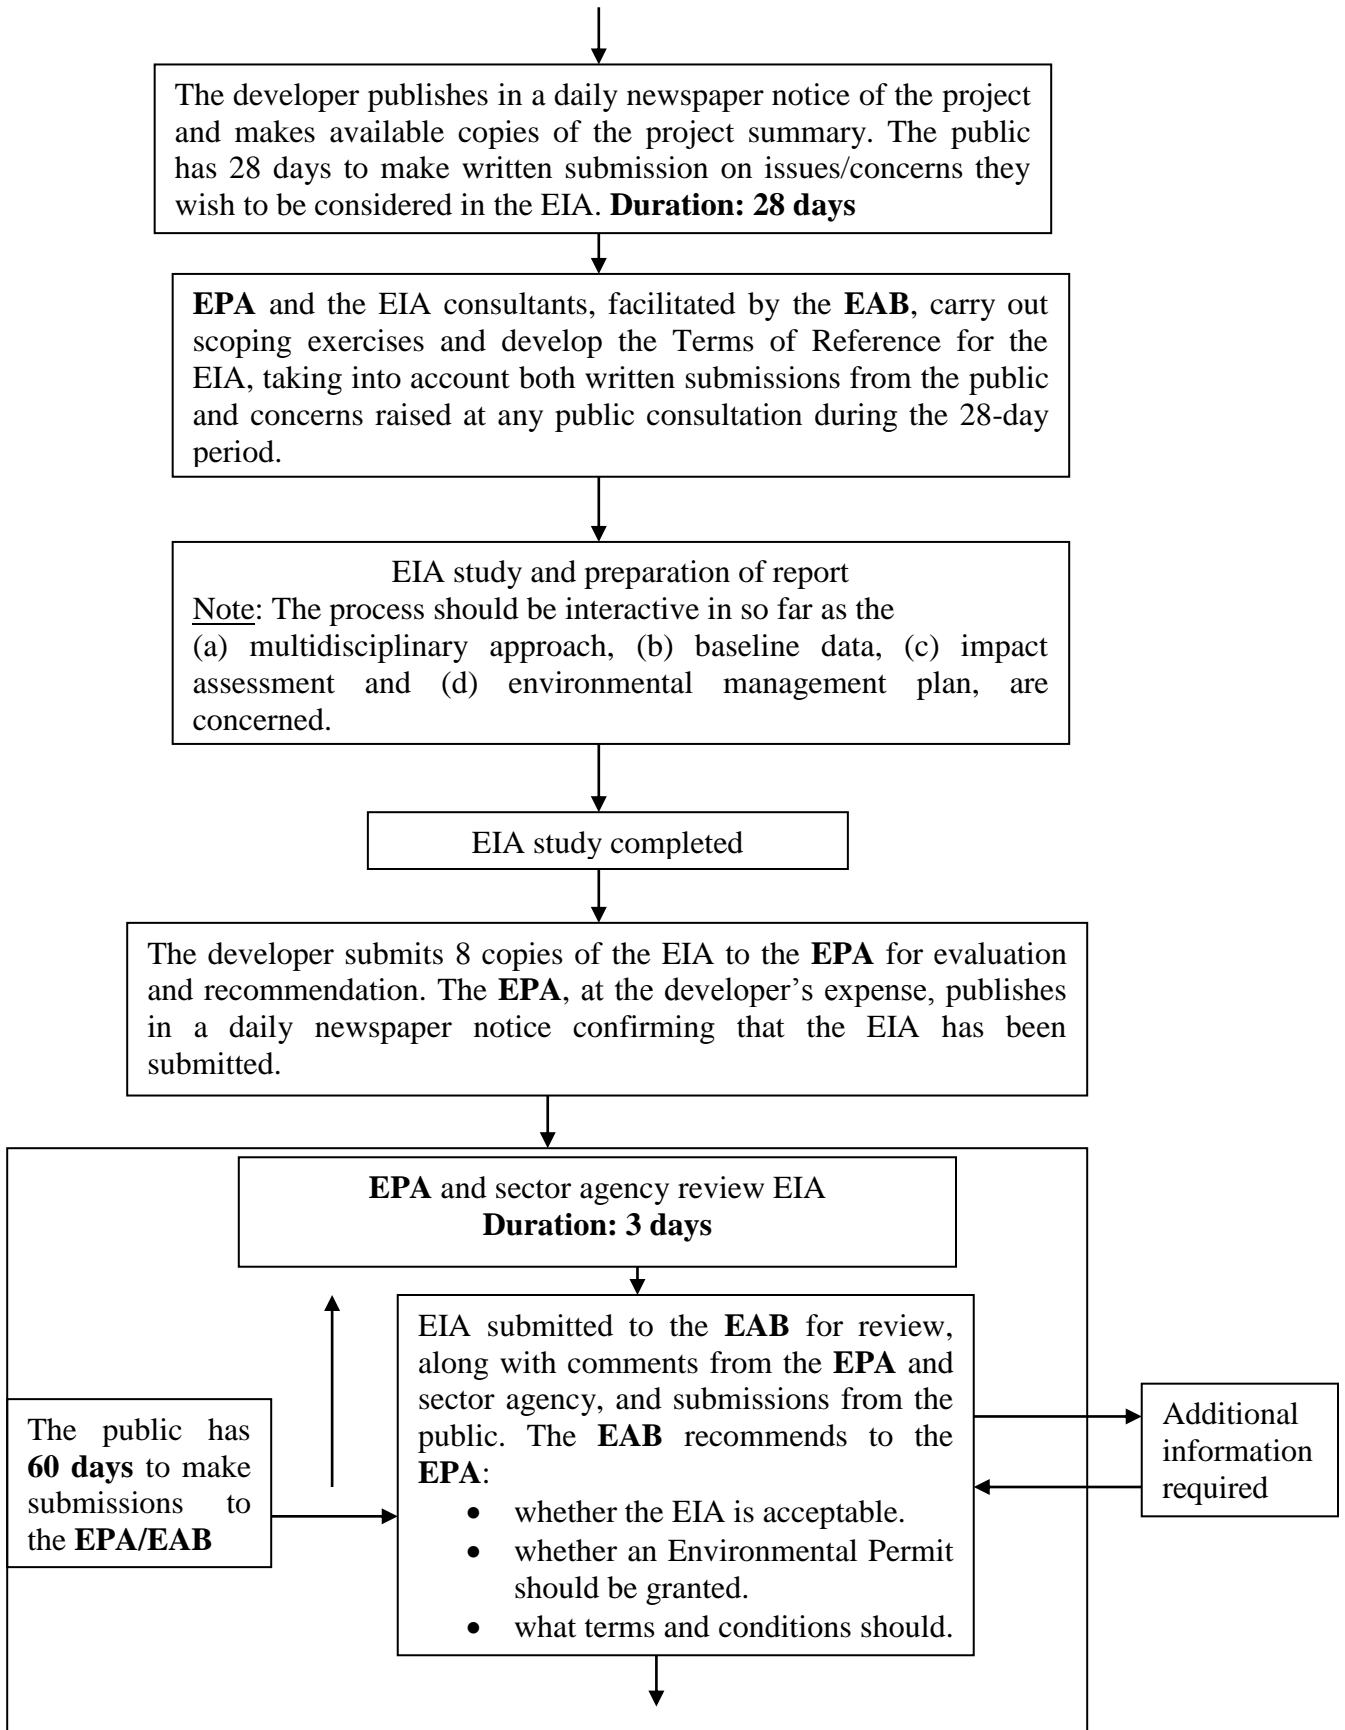 The developer publishes in a daily newspaper notice of the project
and makes available copies of the project summary. The public
has 28 days to make written submission on issues/concerns they
wish to be considered in the EIA. Duration: 28 days
EPA and the EIA consultants, facilitated by the EAB, carry out
scoping exercises and develop the Terms of Reference for the
EIA, taking into account both written submissions from the public
and concerns raised at any public consultation during the 28-day
period.
EIA study and preparation of report
Note: The process should be interactive in so far as the
(a) multidisciplinary approach, (b) baseline data, (c) impact
assessment and (d) environmental management plan, are
concerned.
EIA study completed
The developer submits 8 copies of the EIA to the EPA for evaluation
and recommendation. The EPA, at the developer’s expense, publishes
in a daily newspaper notice confirming that the EIA has been
submitted.
EPA and sector agency review EIA
Duration: 3 days
The public has
60 days to make
submissions to
the EPA/EAB
EIA submitted to the EAB for review,
along with comments from the EPA and
sector agency, and submissions from the
public. The EAB recommends to the
EPA:
• whether the EIA is acceptable.
• whether an Environmental Permit
should be granted.
• what terms and conditions should.
Additional
information
required